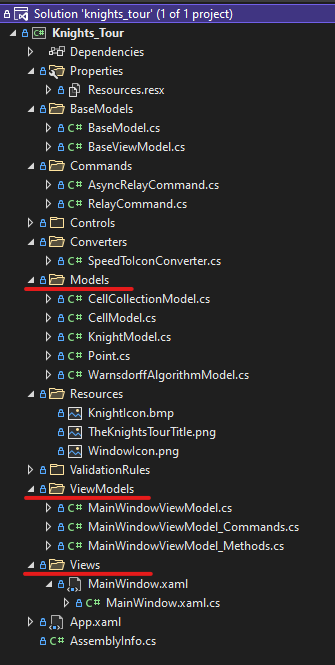 Solution 'knights_tour' (1 of 1 project)
C# Knights_Tour
Dependencies
Properties
Resources.resx
BaseModels
C# BaseModel.cs
C# BaseViewModel.cs
Commands
C# AsyncRelayCommand.cs
C# RelayCommand.cs
Controls
Converters
C# SpeedToIconConverter.cs
Models
C# CellCollectionModel.cs
C# CellModel.cs
C# KnightModel.cs
C# Point.cs
C# WarnsdorffAlgorithmModel.cs
Resources
KnightIcon.bmp
TheKnightsTourTitle.png
WindowIcon.png
ValidationRules
ViewModels
C# MainWindowViewModel.cs
C# MainWindowViewModel_Commands.cs
C# MainWindowViewModel_Methods.cs
Views
MainWindow.xaml
C# MainWindow.xaml.cs
App.xaml
C# AssemblyInfo.cs